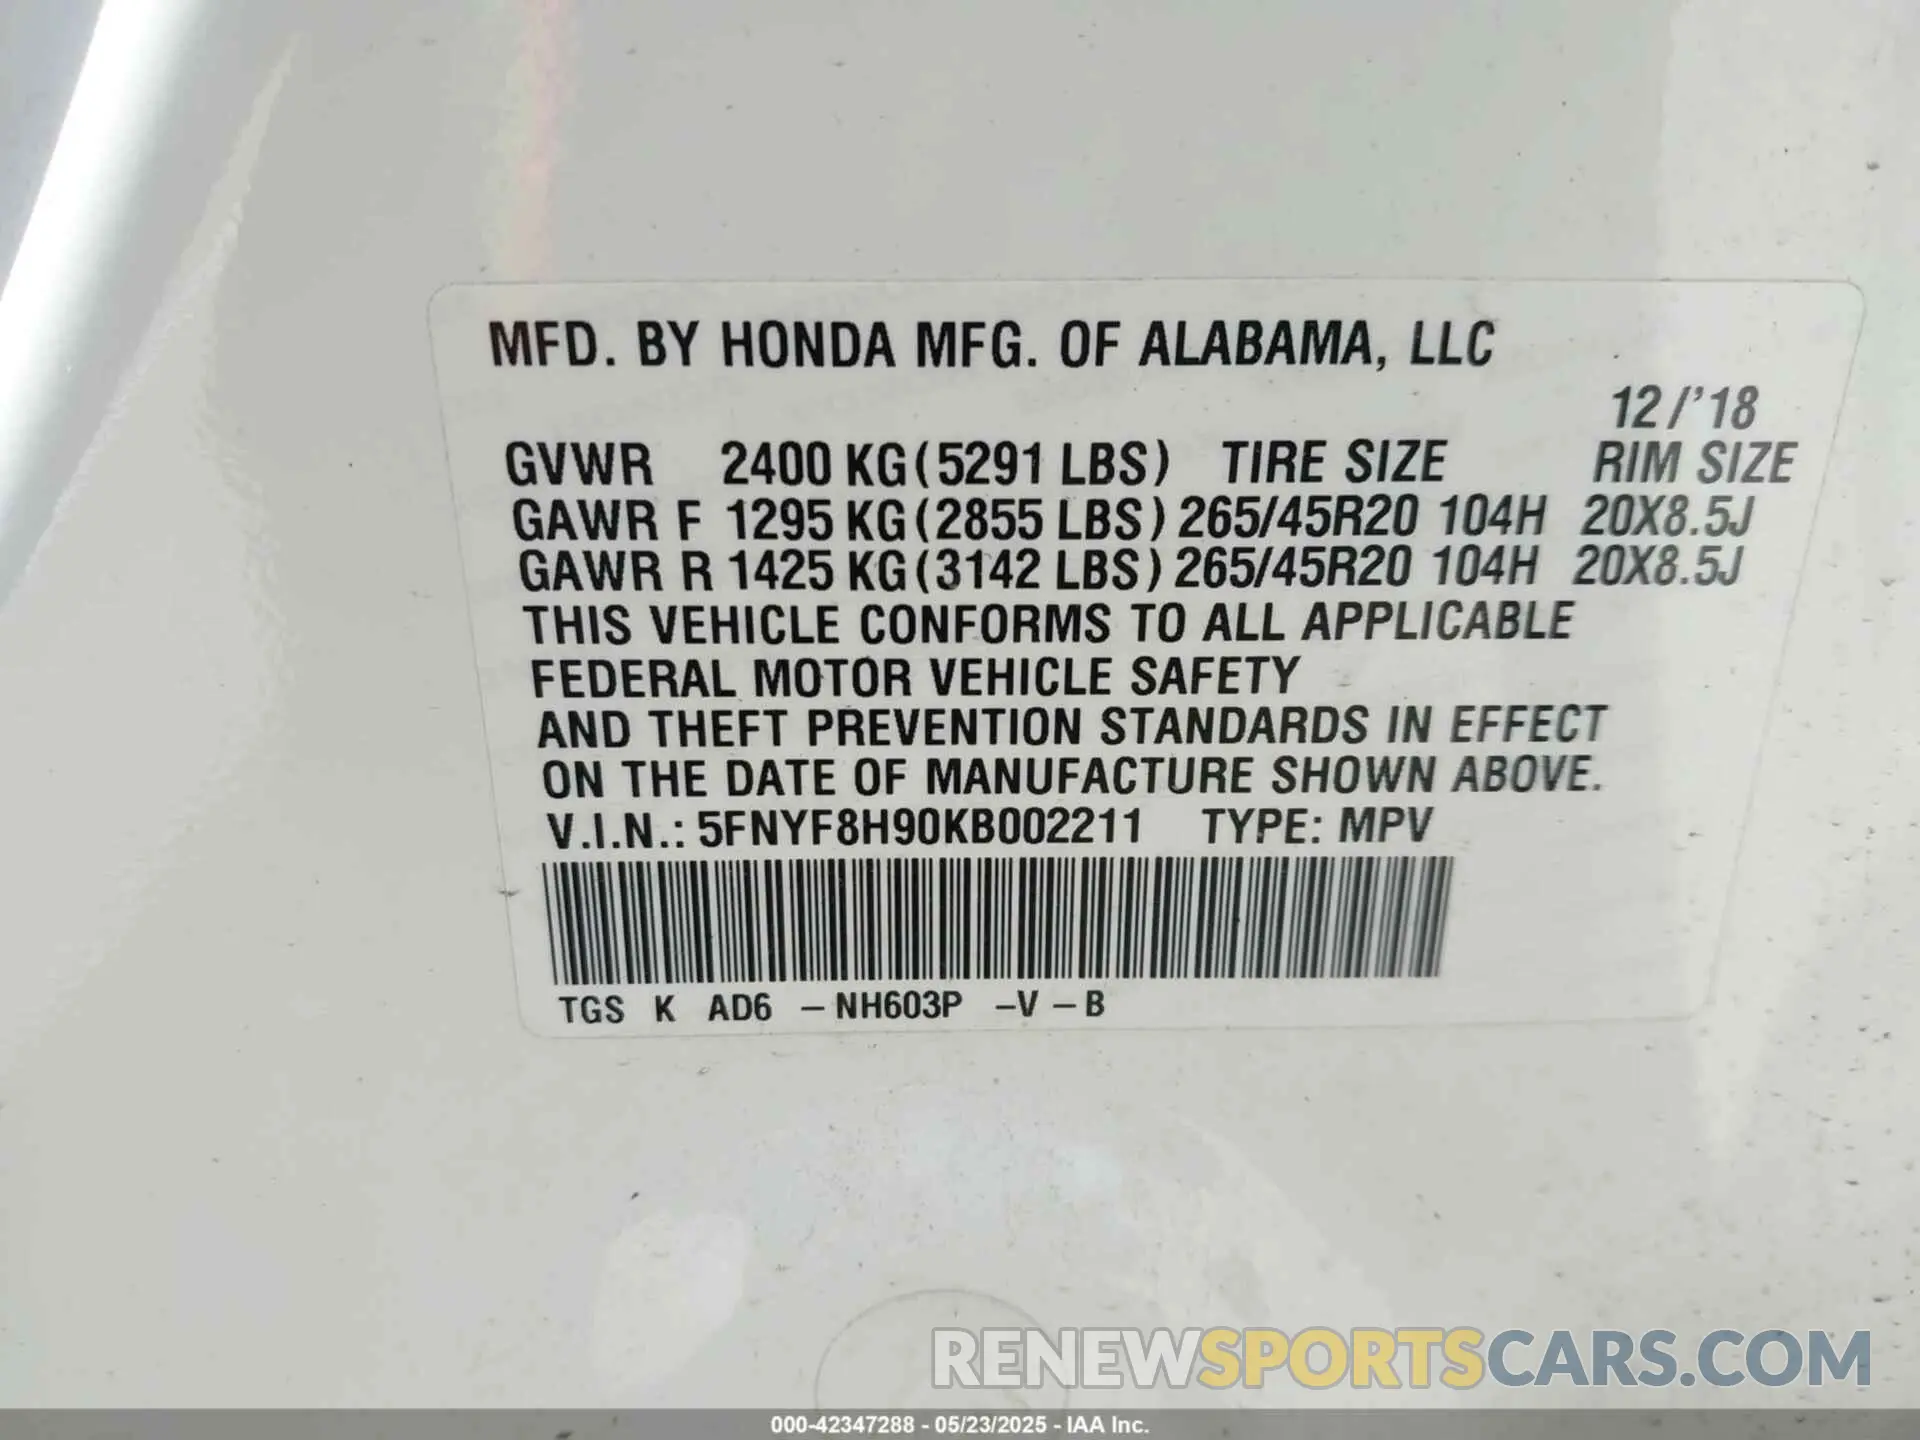 MFD. BY HONDA MFG. OF ALABAMA, LLC
12/'18
GVWR 2400 KG(5291 LBS) TIRE SIZE RIM SIZE
GAWR F 1295 KG(2855 LBS) 265/45R20 104H 20X8.5J
GAWR R 1425 KG(3142 LBS) 265/45R20 104H 20X8.5J
THIS VEHICLE CONFORMS TO ALL APPLICABLE
FEDERAL MOTOR VEHICLE SAFETY
AND THEFT PREVENTION STANDARDS IN EFFECT
ON THE DATE OF MANUFACTURE SHOWN ABOVE.
V.I.N.: 5FNYF8H90KB002211 TYPE: MPV
TGS K AD6 –NH603P –V –B
RENEWSPORTSCARS.COM
000-42347288 - 05/23/2025 - IAA Inc.